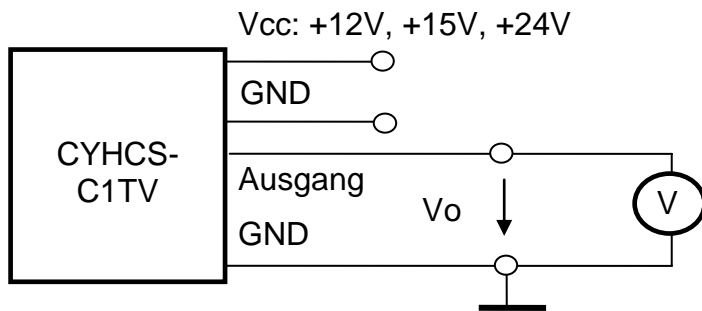 Vcc: +12V, +15V, +24V
GND
CYHCS-
C1TV
Ausgang
Vo
V
GND